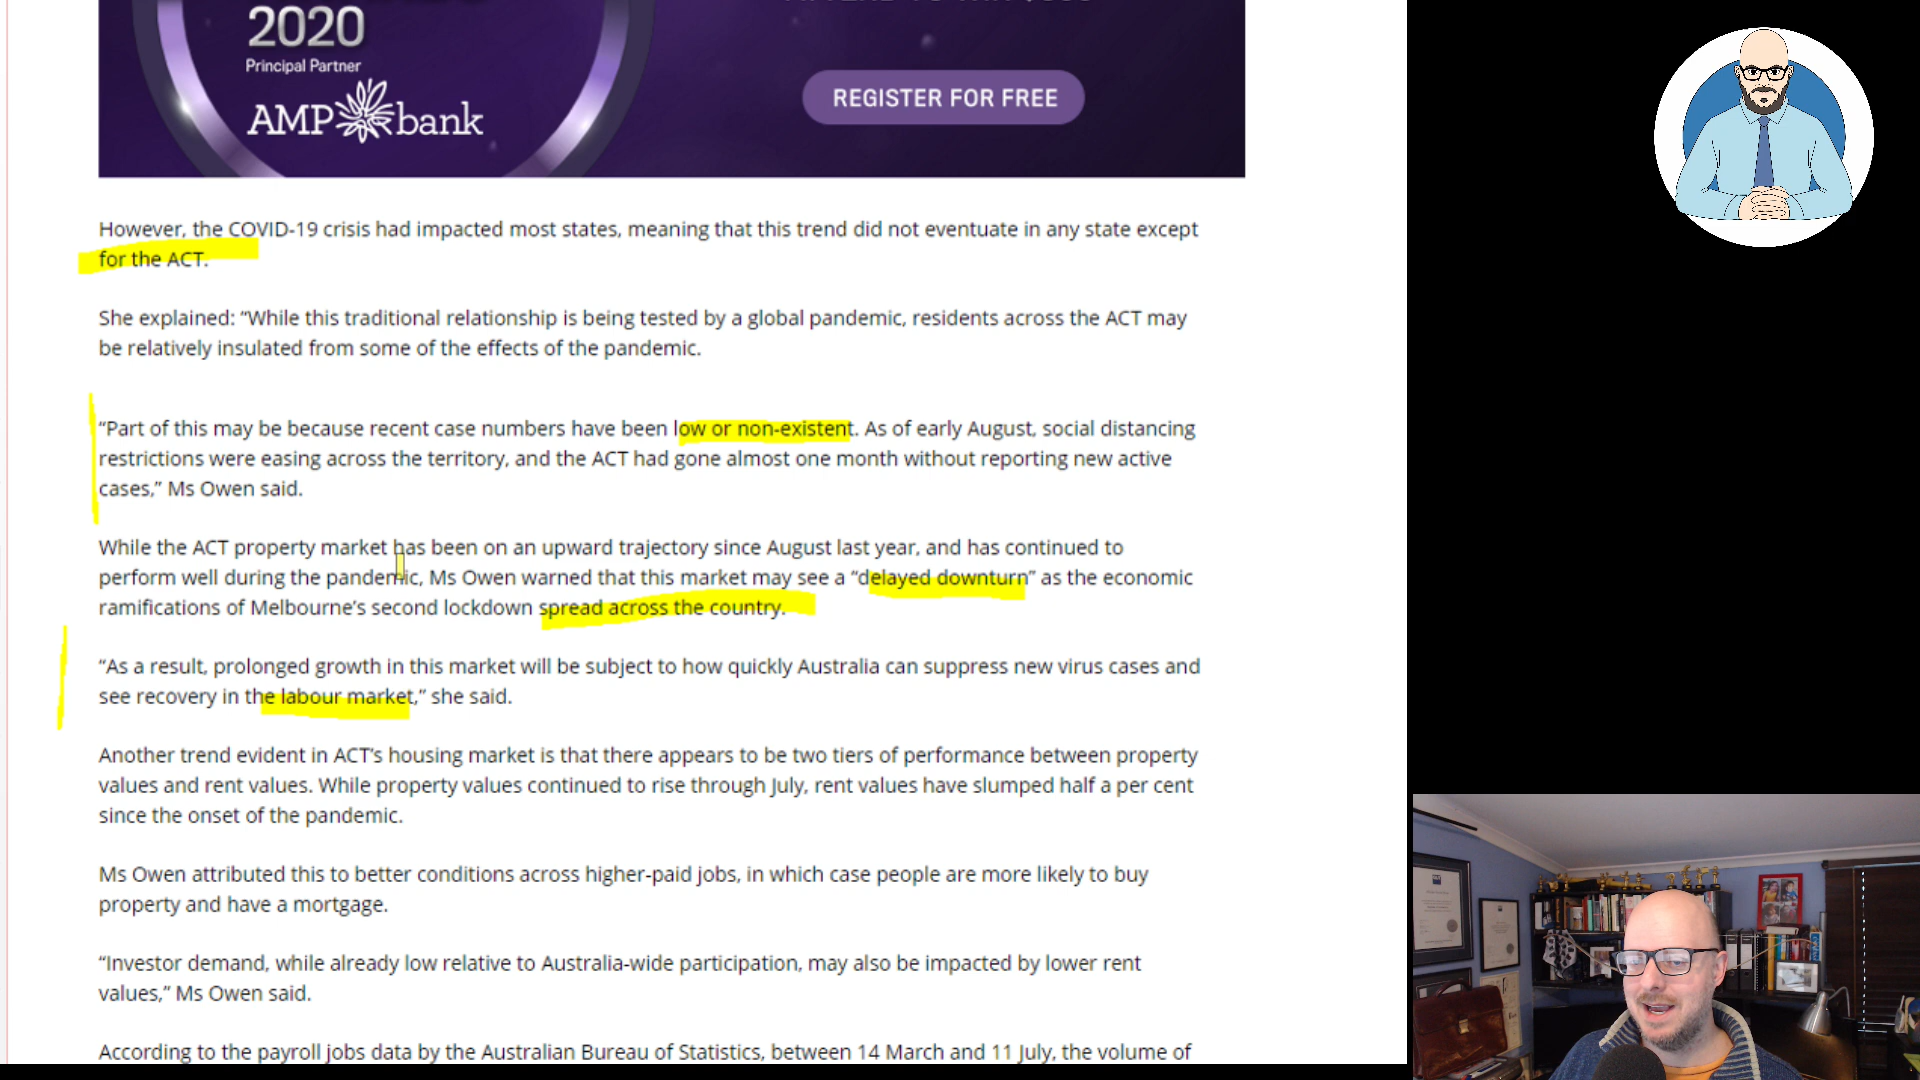 2020
Principal Partner
AMP bank
REGISTER FOR FREE
However, the COVID-19 crisis had impacted most states, meaning that this trend did not eventuate in any state except
for the ACT.
She explained: “While this traditional relationship is being tested by a global pandemic, residents across the ACT may
be relatively insulated from some of the effects of the pandemic.
“Part of this may be because recent case numbers have been low or non-existent. As of early August, social distancing
restrictions were easing across the territory, and the ACT had gone almost one month without reporting new active
cases,” Ms Owen said.
While the ACT property market has been on an upward trajectory since August last year, and has continued to
perform well during the pandemic, Ms Owen warned that this market may see a “delayed downturn” as the economic
ramifications of Melbourne’s second lockdown spread across the country.
“As a result, prolonged growth in this market will be subject to how quickly Australia can suppress new virus cases and
see recovery in the labour market,” she said.
Another trend evident in ACT’s housing market is that there appears to be two tiers of performance between property
values and rent values. While property values continued to rise through July, rent values have slumped half a per cent
since the onset of the pandemic.
Ms Owen attributed this to better conditions across higher-paid jobs, in which case people are more likely to buy
property and have a mortgage.
“Investor demand, while already low relative to Australia-wide participation, may also be impacted by lower rent
values,” Ms Owen said.
According to the payroll jobs data by the Australian Bureau of Statistics, between 14 March and 11 July, the volume of